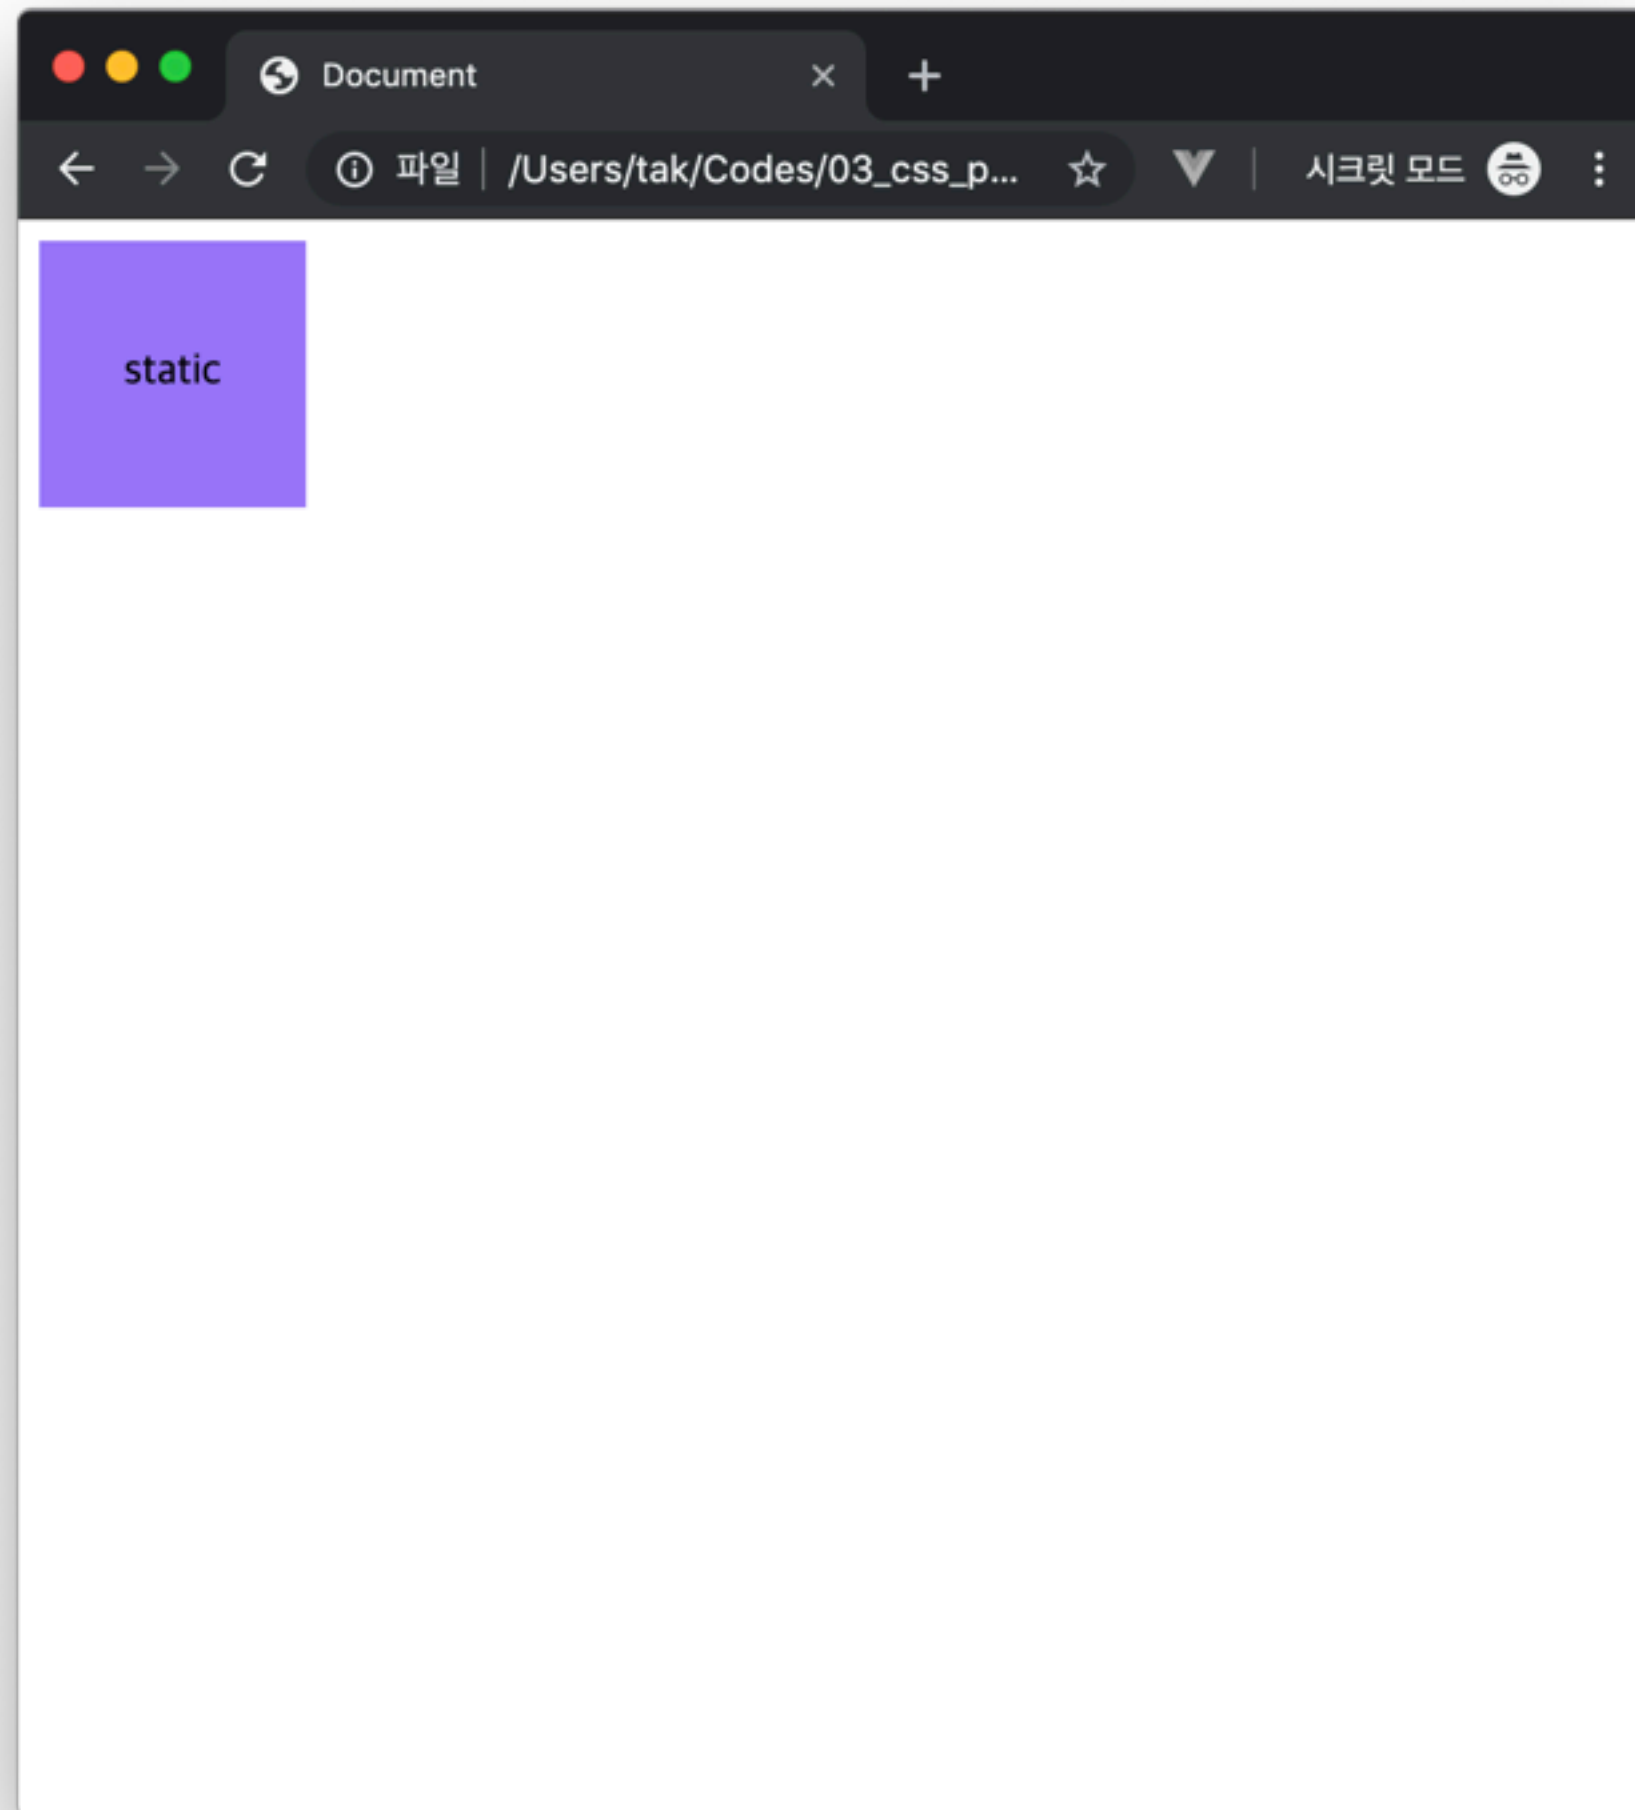 Document
파일 /Users/tak/Codes/03_css_p... 시크릿 모드
static